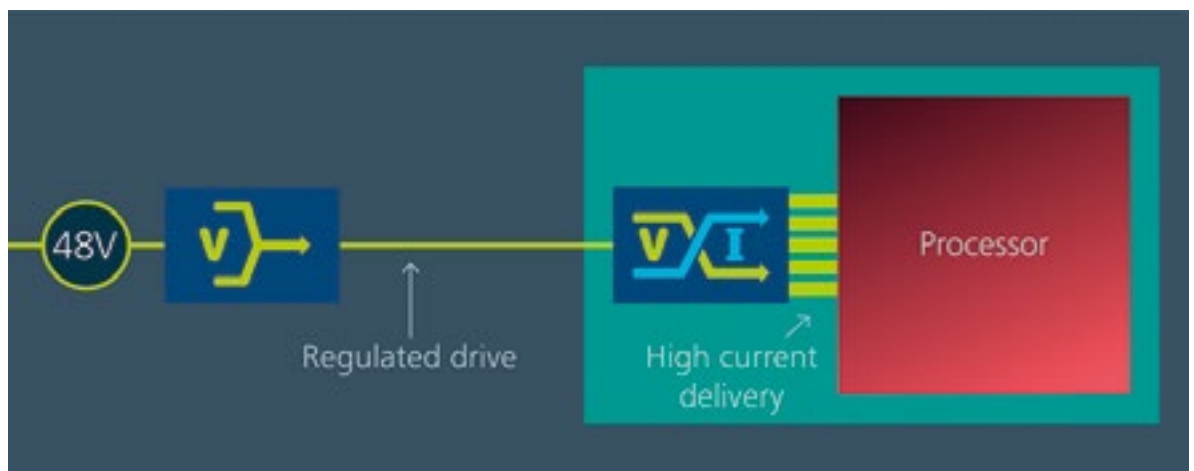 48V
V
V I
Processor
Regulated drive
High current
delivery